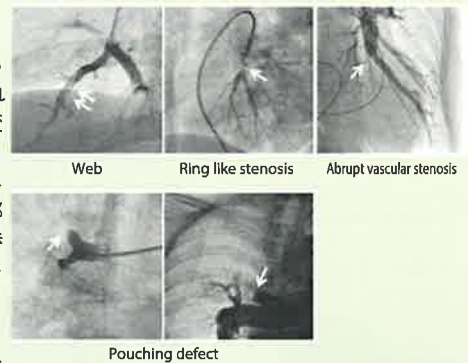 Web
Ring like stenosis
Abrupt vascular stenosis
Pouching defect